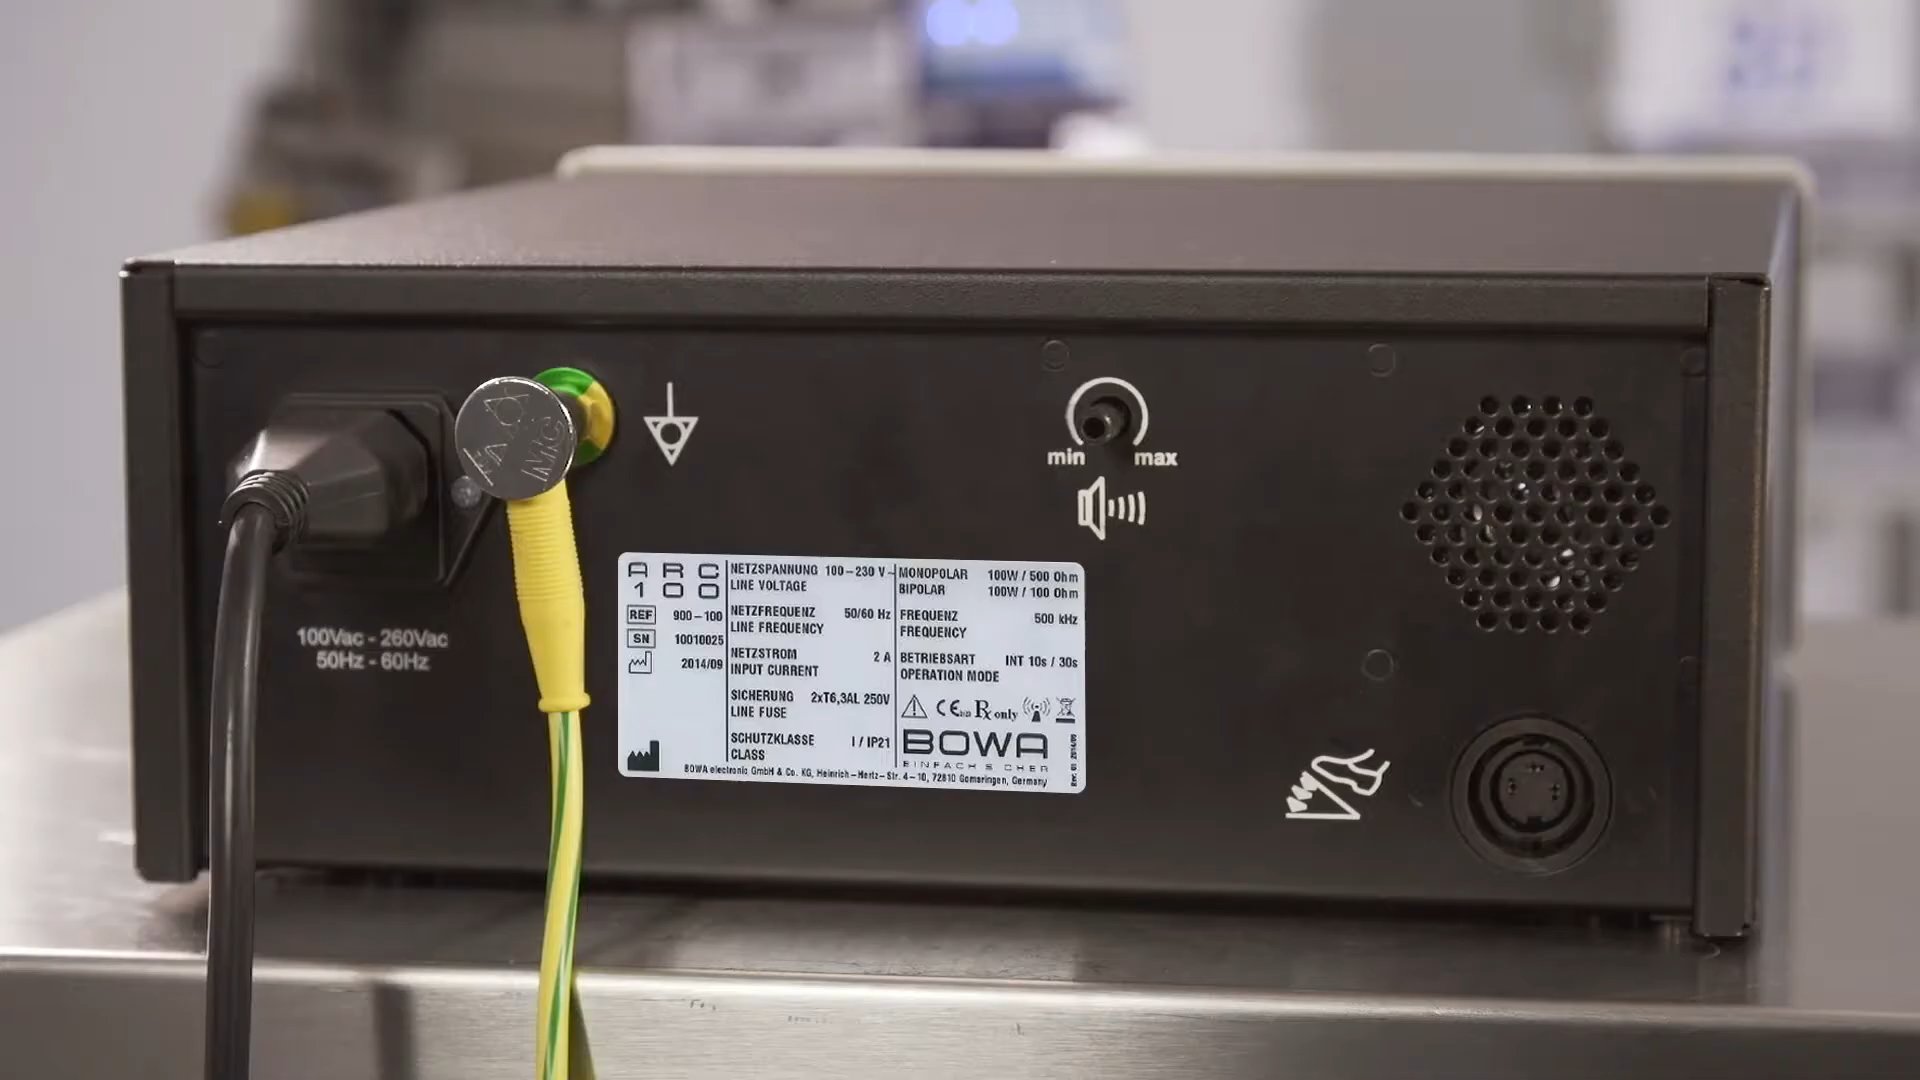 min max
100Vac - 260Vac
50Hz - 60Hz
ARC
100
REF 900-100
SN 10010025
2014/09
NETZSPANNUNG 100-230 V~
LINE VOLTAGE
NETZFREQUENZ 50/60 Hz
LINE FREQUENCY
NETZSTROM 2 A
INPUT CURRENT
SICHERUNG 2xT6,3AL 250V
LINE FUSE
SCHUTZKLASSE I / IP21
CLASS
MONOPOLAR 100W / 500 Ohm
BIPOLAR 100W / 100 Ohm
FREQUENZ 500 kHz
FREQUENCY
BETRIEBSART INT 10s / 30s
OPERATION MODE
CE Rx only
BOWA
EINFACH SICHER
BOWA electronic GmbH & Co. KG, Heinrich-Hertz-Str. 4-10, 72810 Gomaringen, Germany
MC